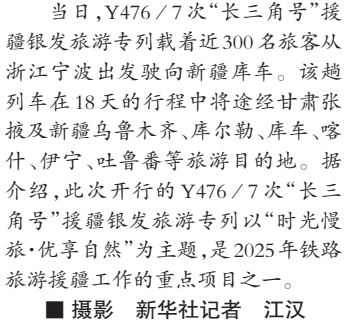 当日,Y476/7次“长三角号”援
疆银发旅游专列载着近300名旅客从
浙江宁波出发驶向新疆库车。该趟
列车在18天的行程中将途经甘肃张
掖及新疆乌鲁木齐、库尔勒、库车、喀
什、伊宁、吐鲁番等旅游目的地。据
介绍,此次开行的Y476/7次“长三
角号”援疆银发旅游专列以“时光慢
旅·优享自然”为主题,是2025年铁路
旅游援疆工作的重点项目之一。
■ 摄影 新华社记者 江汉